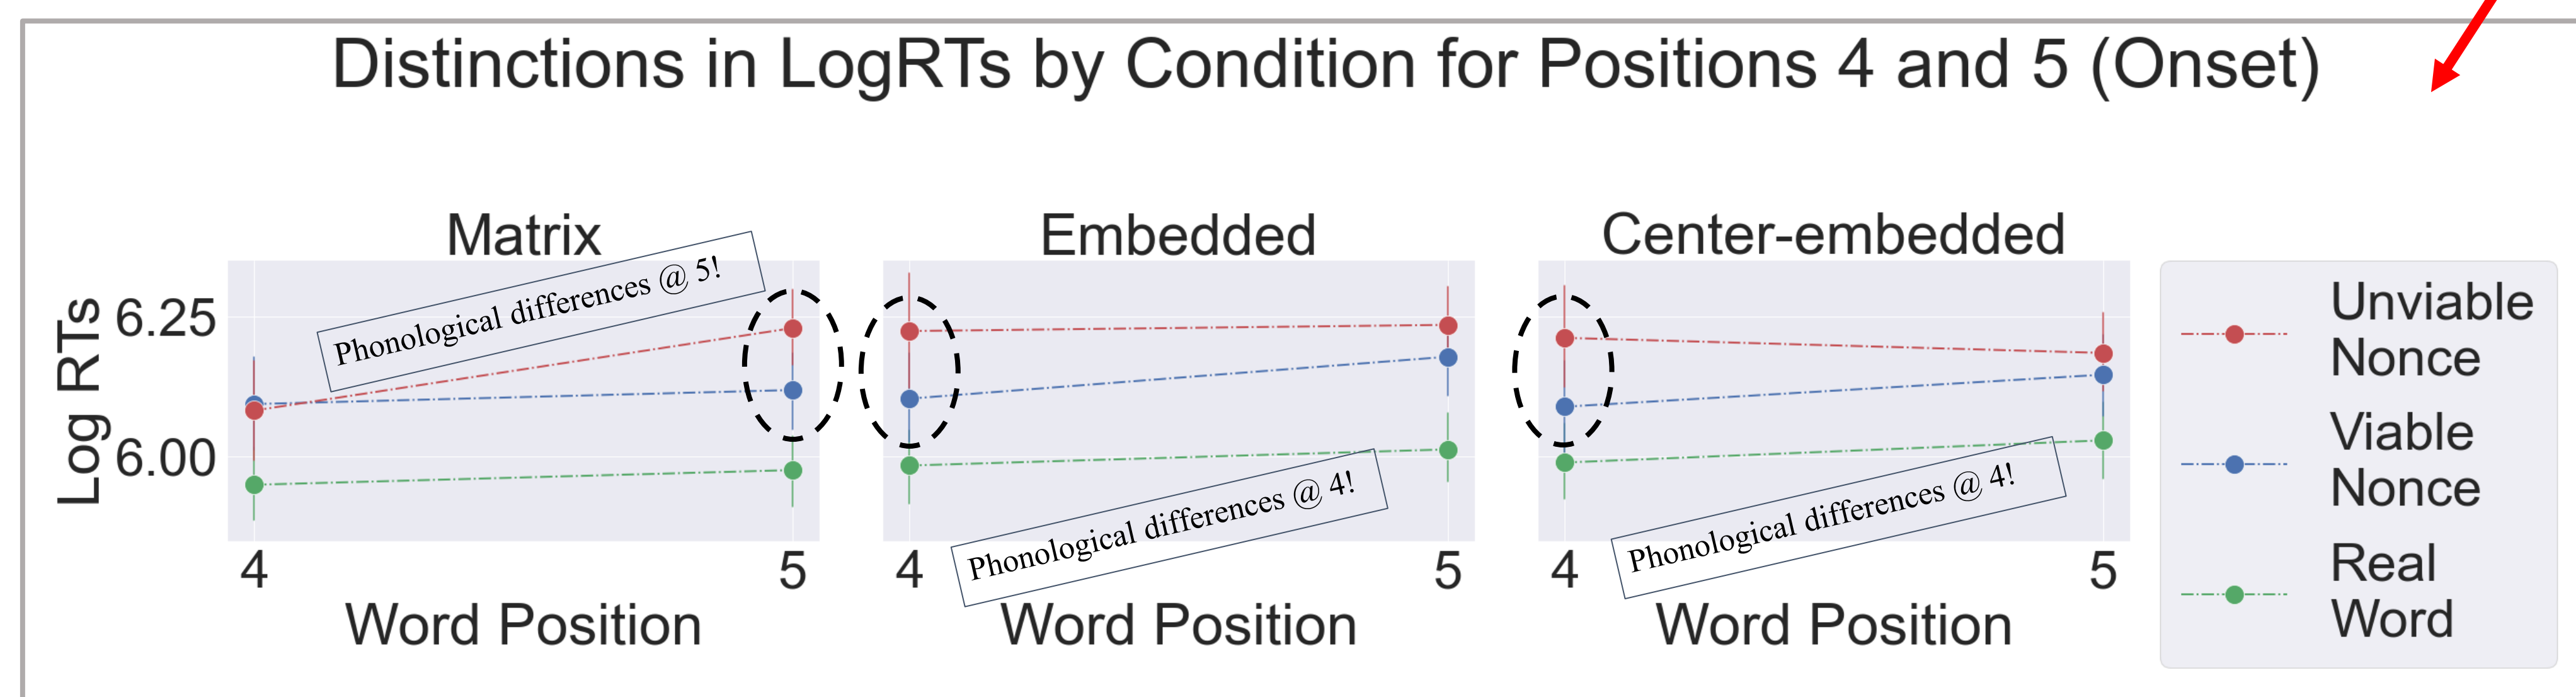 Distinctions in LogRTs by Condition for Positions 4 and 5 (Onset)
Matrix
Embedded
Center-embedded
Log RTs
6.25
6.00
Phonological differences @ 5!
Phonological differences @ 4!
Phonological differences @ 4!
4 5
4 5
4 5
Word Position
Word Position
Word Position
Unviable
Nonce
Viable
Nonce
Real
Word